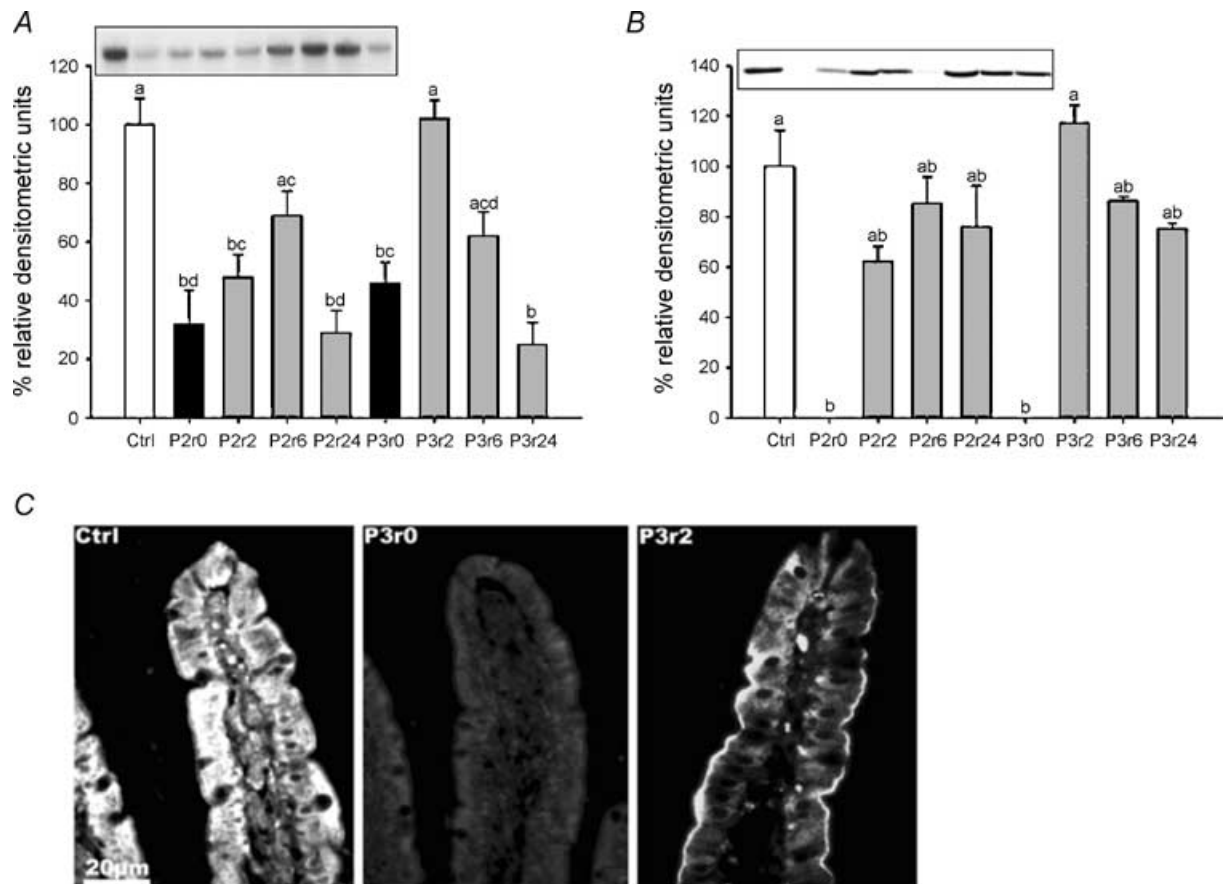 A
% relative densitometric units
120
100
80
60
40
20
0
a
bd
bc
ac
bd
bc
a
acd
b
Ctrl P2r0 P2r2 P2r6 P2r24 P3r0 P3r2 P3r6 P3r24
B
% relative densitometric units
140
120
100
80
60
40
20
0
a
b
ab
ab
ab
b
a
ab
ab
Ctrl P2r0 P2r2 P2r6 P2r24 P3r0 P3r2 P3r6 P3r24
C
Ctrl
P3r0
P3r2
20µm